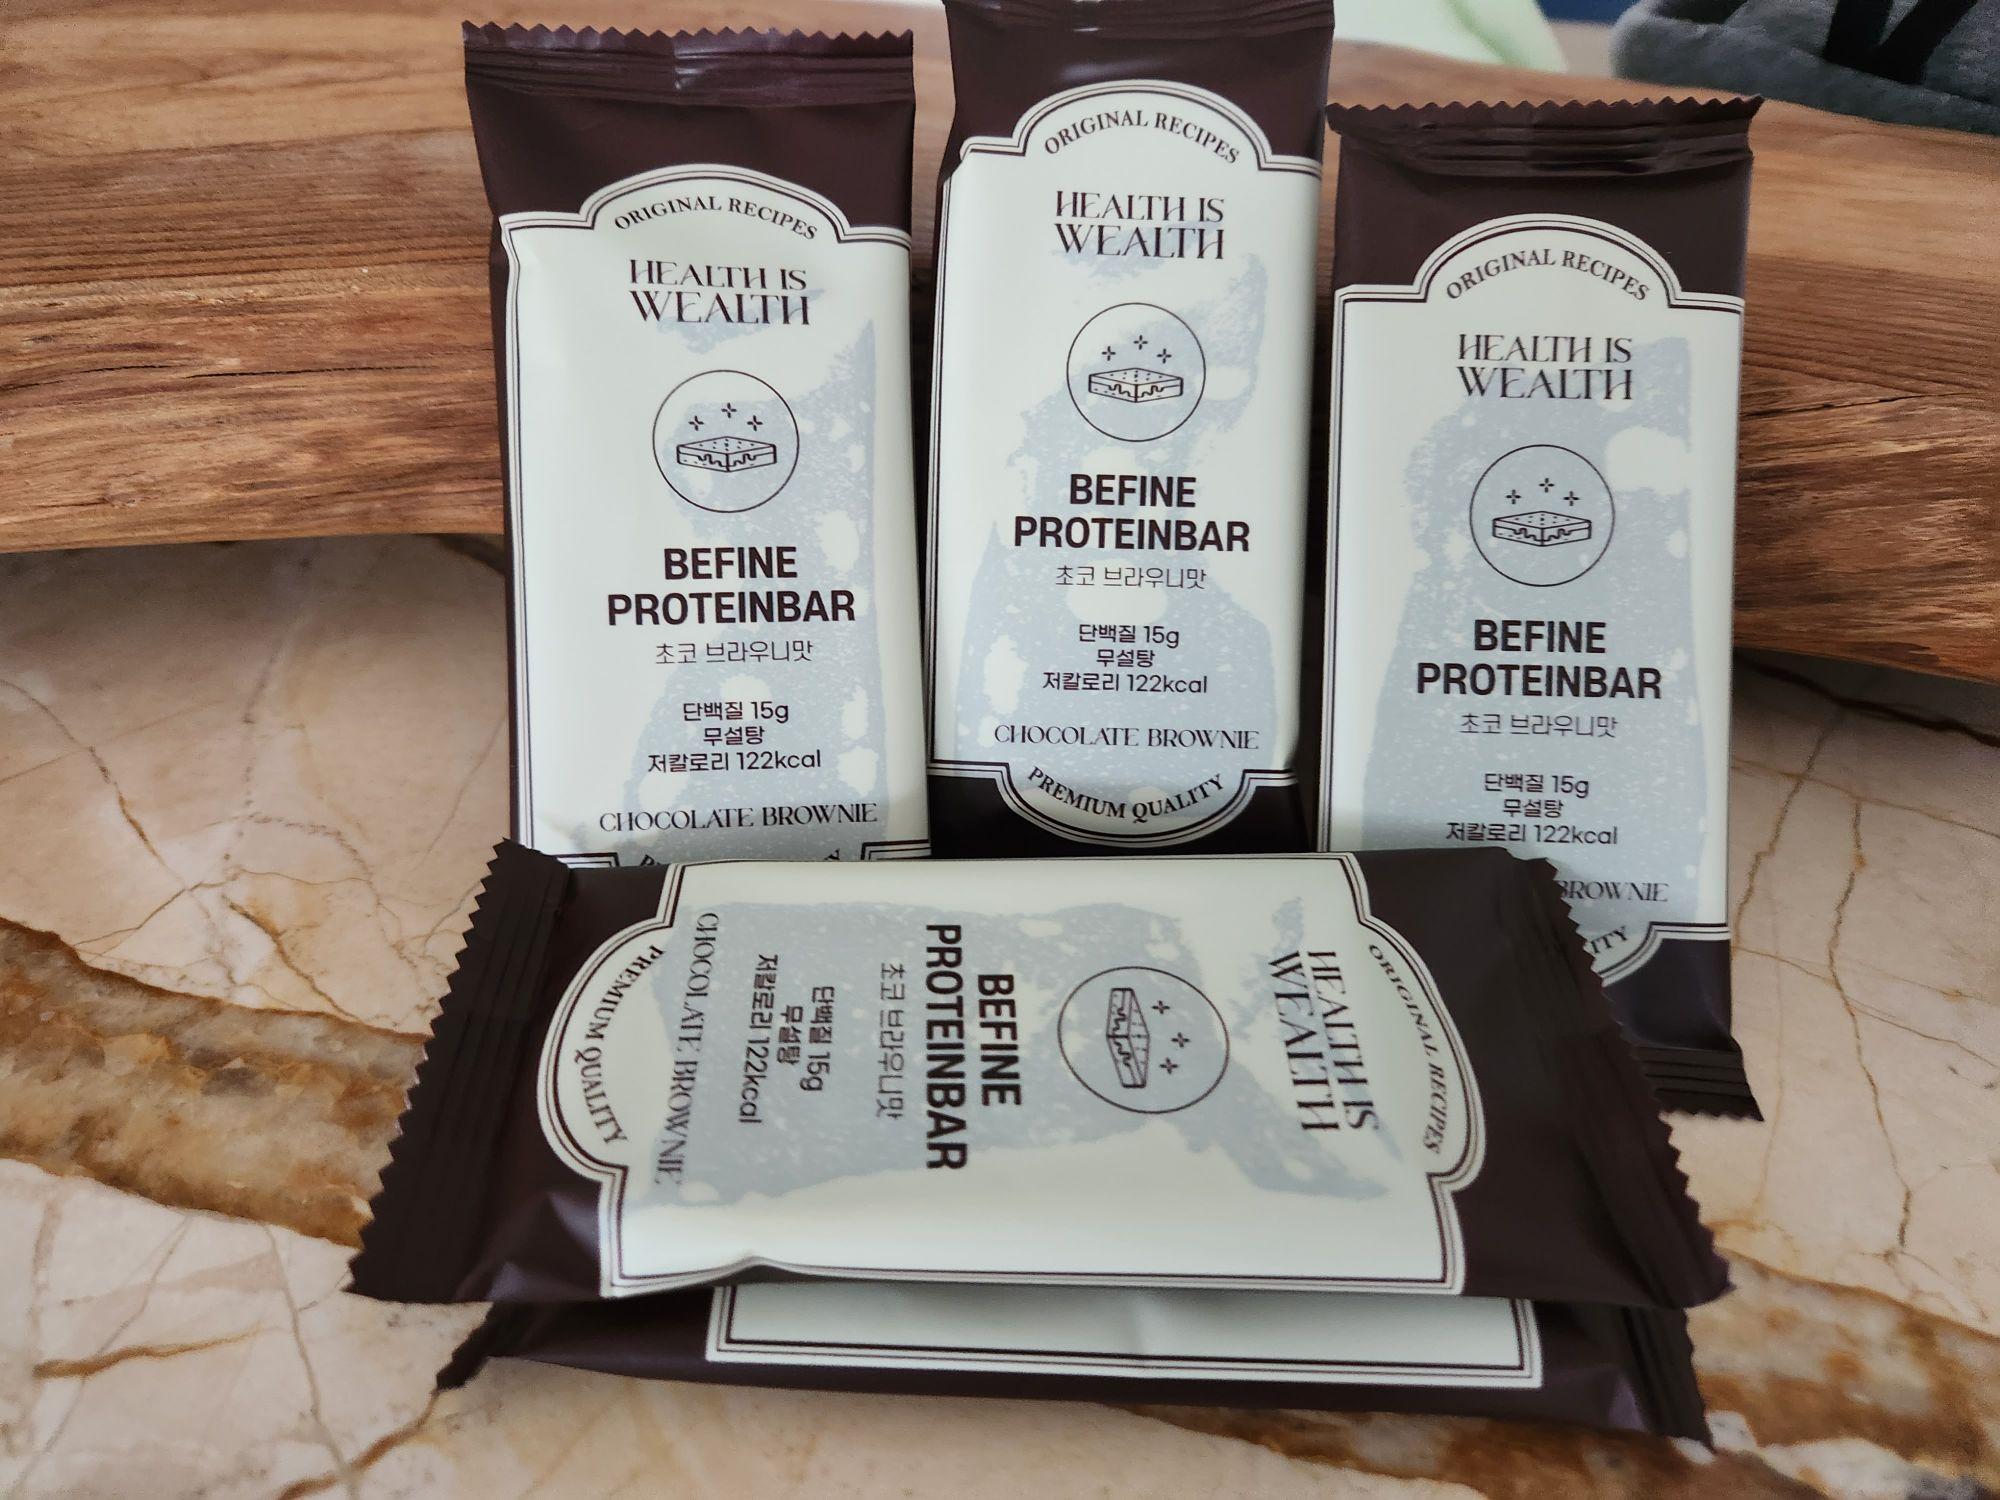 ORIGINAL RECIPES
HEALTH IS
WEALTH
BEFINE
PROTEINBAR
초코 브라우니맛
단백질 15g
무설탕
저칼로리 122kcal
CHOCOLATE BROWNIE
ORIGINAL RECIPES
HEALTH IS
WEALTH
BEFINE
PROTEINBAR
초코 브라우니맛
단백질 15g
무설탕
저칼로리 122kcal
CHOCOLATE BROWNIE
PREMIUM QUALITY
ORIGINAL RECIPES
HEALTH IS
WEALTH
BEFINE
PROTEINBAR
초코 브라우니맛
단백질 15g
무설탕
저칼로리 122kcal
BROWNIE
ORIGINAL RECIPES
HEALTH IS
WEALTH
BEFINE
PROTEINBAR
초코 브라우니맛
단백질 15g
무설탕
저칼로리 122kcal
CHOCOLATE BROWNIE
PREMIUM QUALITY